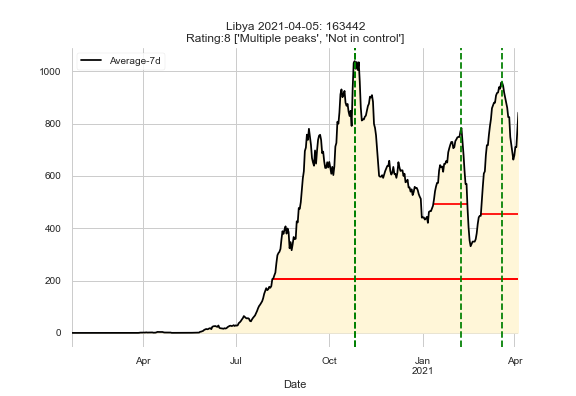 Libya 2021-04-05: 163442
Rating:8 ['Multiple peaks', 'Not in control']
Average-7d
1000
800
600
400
200
0
Apr
Jul
Oct
Jan
2021
Apr
Date